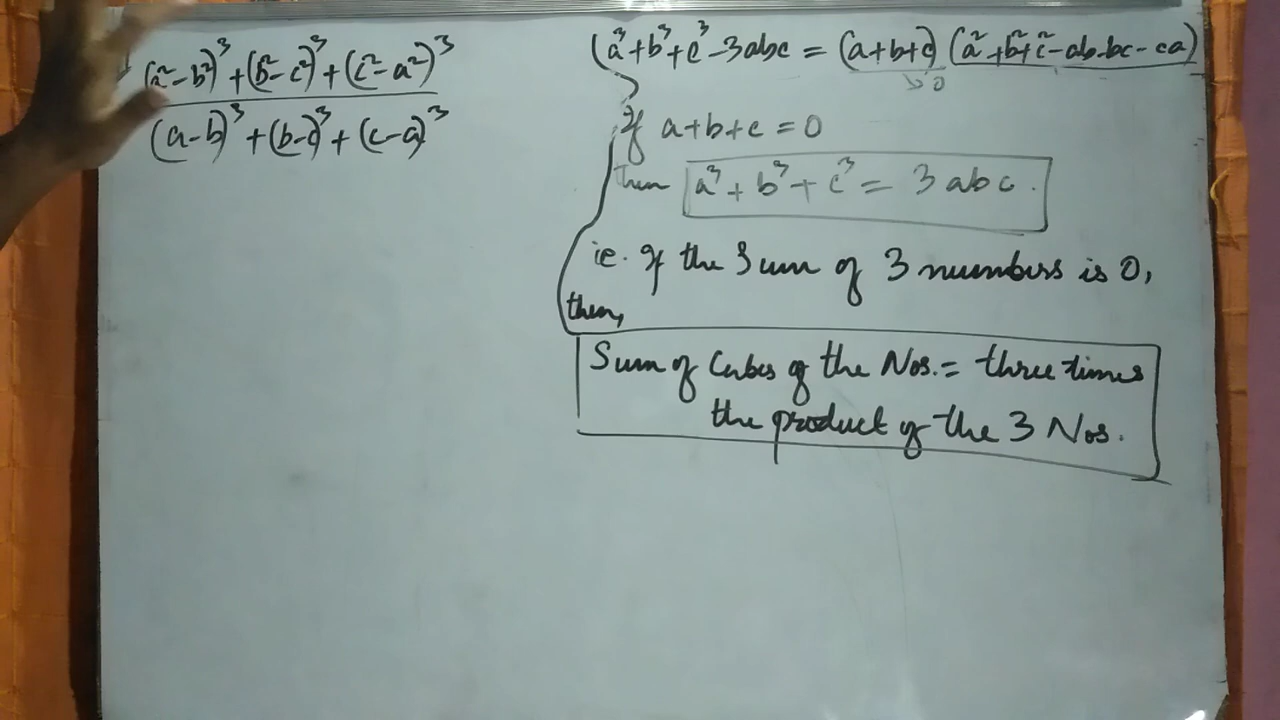 (a²-b²)³+(b²-c²)³+(c²-a²)³
(a-b)³+(b-c)³+(c-a)³
(a³+b³+c³-3abc = (a+b+c) (a²+b²+c²-ab-bc-ca)
→0
If a+b+c=0
then a³+b³+c³ = 3abc.
ie. If the Sum of 3 numbers is 0,
then,
Sum of Cubes of the Nos. = three times
the product of the 3 Nos.